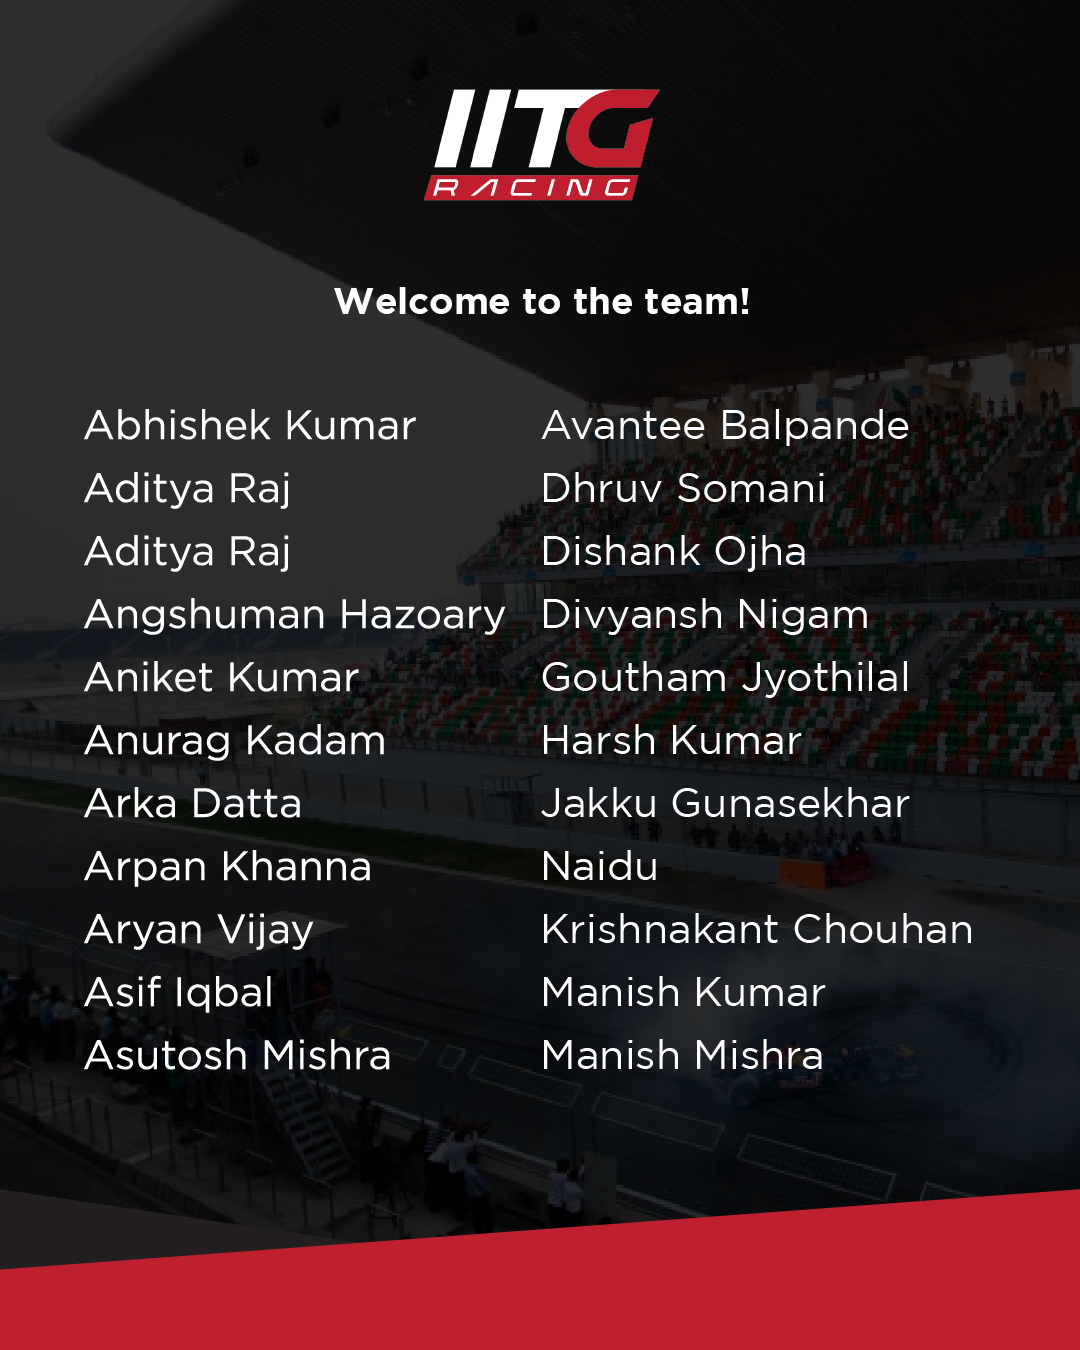 IITG
RACING
Welcome to the team!
Abhishek Kumar
Aditya Raj
Aditya Raj
Angshuman Hazoary
Aniket Kumar
Anurag Kadam
Arka Datta
Arpan Khanna
Aryan Vijay
Asif Iqbal
Asutosh Mishra
Avantee Balpande
Dhruv Somani
Dishank Ojha
Divyansh Nigam
Goutham Jyothilal
Harsh Kumar
Jakku Gunasekhar
Naidu
Krishnakant Chouhan
Manish Kumar
Manish Mishra